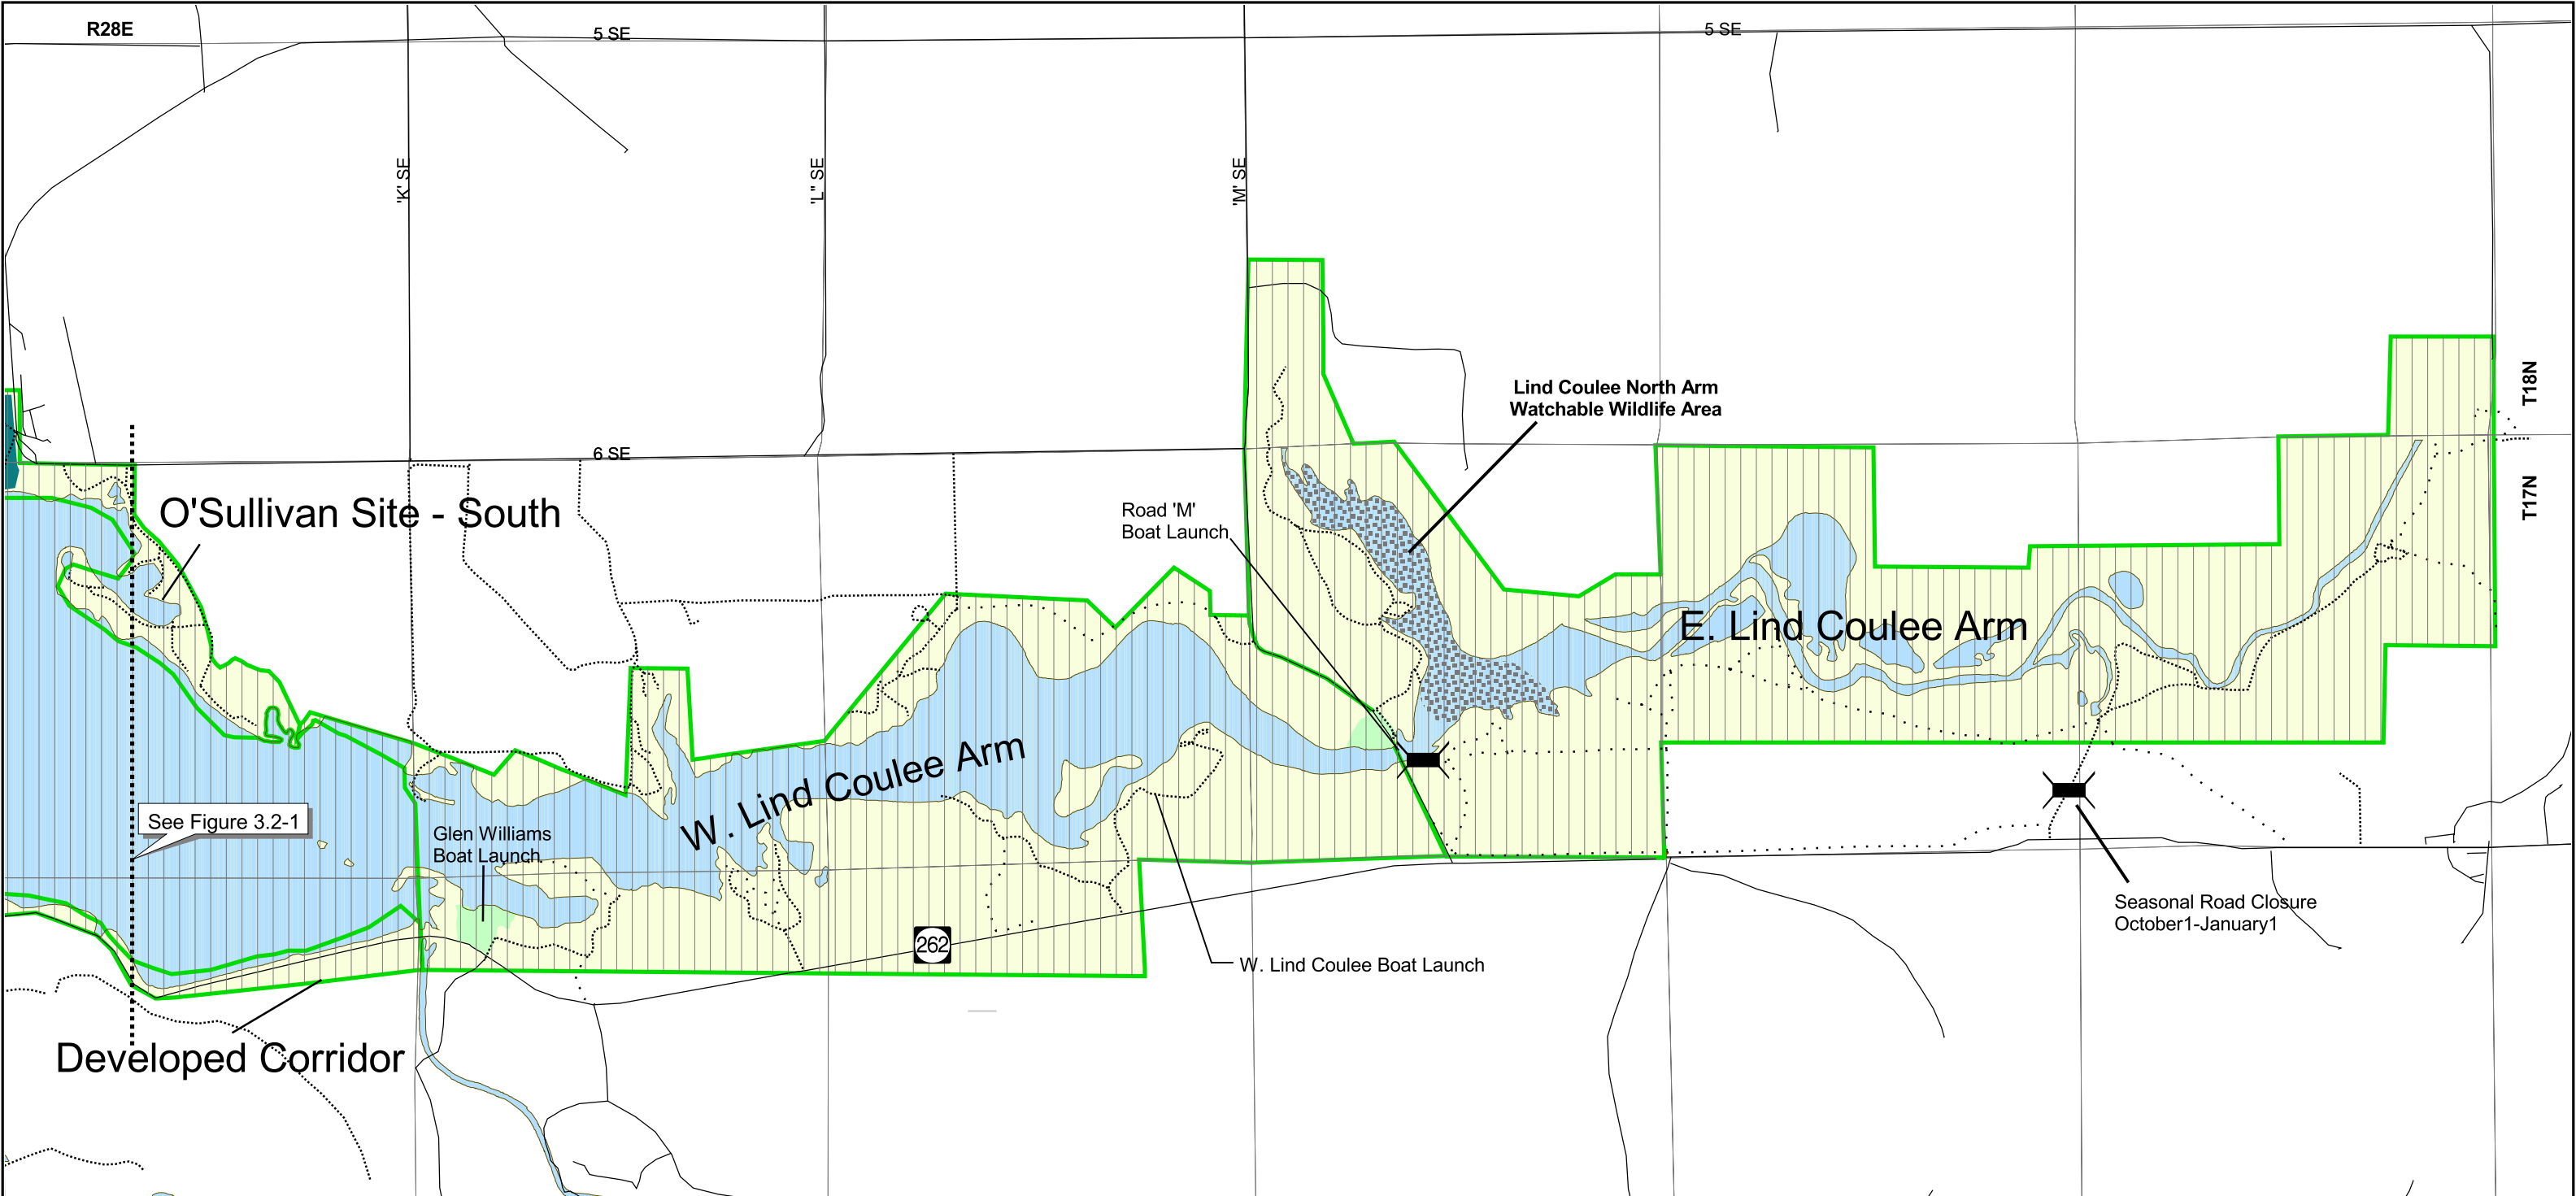 R28E
5 SE
5 SE
'K' SE
'L" SE
'M' SE
Lind Coulee North Arm
Watchable Wildlife Area
T18N
T17N
6 SE
O'Sullivan Site - South
Road 'M'
Boat Launch
E. Lind Coulee Arm
W. Lind Coulee Arm
See Figure 3.2-1
Glen Williams
Boat Launch
Seasonal Road Closure
October1-January1
262
W. Lind Coulee Boat Launch
Developed Corridor